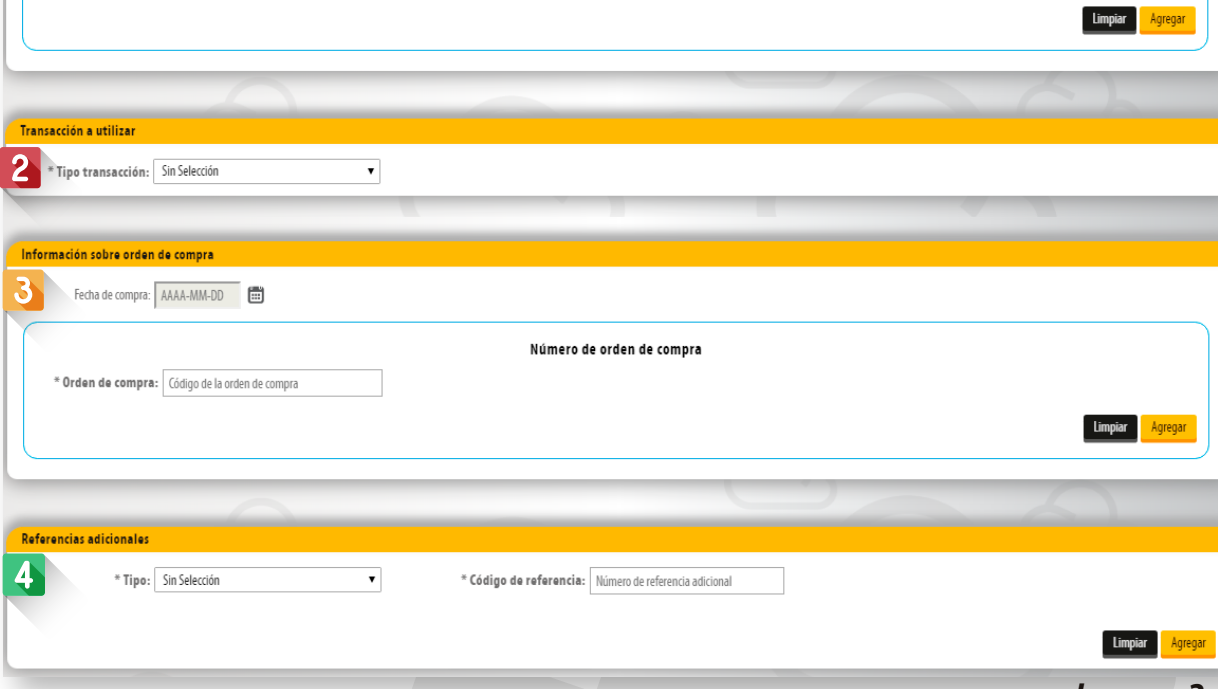 Limpiar Agregar
Transacción a utilizar
2 * Tipo transacción: Sin Selección
Información sobre orden de compra
3 Fecha de compra: AAAA-MM-DD
Número de orden de compra
* Orden de compra: Código de la orden de compra
Limpiar Agregar
Referencias adicionales
4 * Tipo: Sin Selección * Código de referencia: Número de referencia adicional
Limpiar Agregar